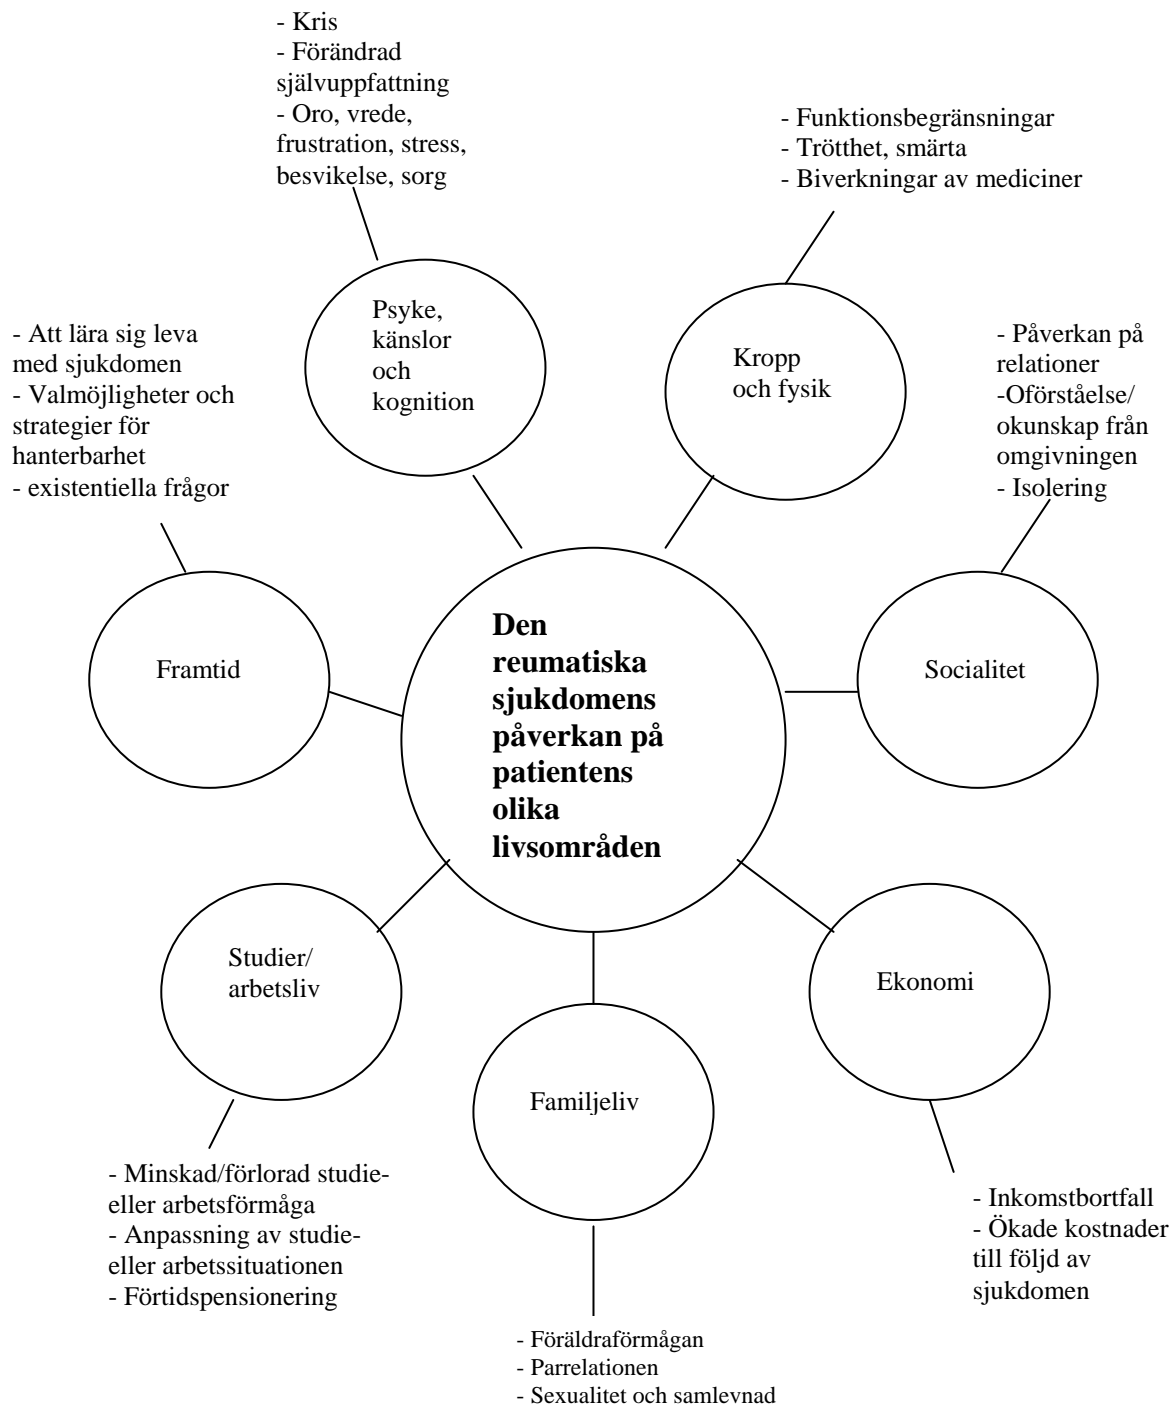 - Kris
- Förändrad
självuppfattning
- Oro, vrede,
frustration, stress,
besvikelse, sorg
- Funktionsbegränsningar
- Trötthet, smärta
- Biverkningar av mediciner
Psyke,
känslor
och
kognition
Kropp
och fysik
- Att lära sig leva
med sjukdomen
- Valmöjligheter och
strategier för
hanterbarhet
- existentiella frågor
- Påverkan på
relationer
-Oförståelse/
okunskap från
omgivningen
- Isolering
Framtid
Den
reumatiska
sjukdomens
påverkan på
patientens
olika
livsområden
Socialitet
Studier/
arbetsliv
Ekonomi
Familjeliv
- Minskad/förlorad studie-
eller arbetsförmåga
- Anpassning av studie-
eller arbetssituationen
- Förtidspensionering
- Inkomstbortfall
- Ökade kostnader
till följd av
sjukdomen
- Föräldraförmågan
- Parrelationen
- Sexualitet och samlevnad